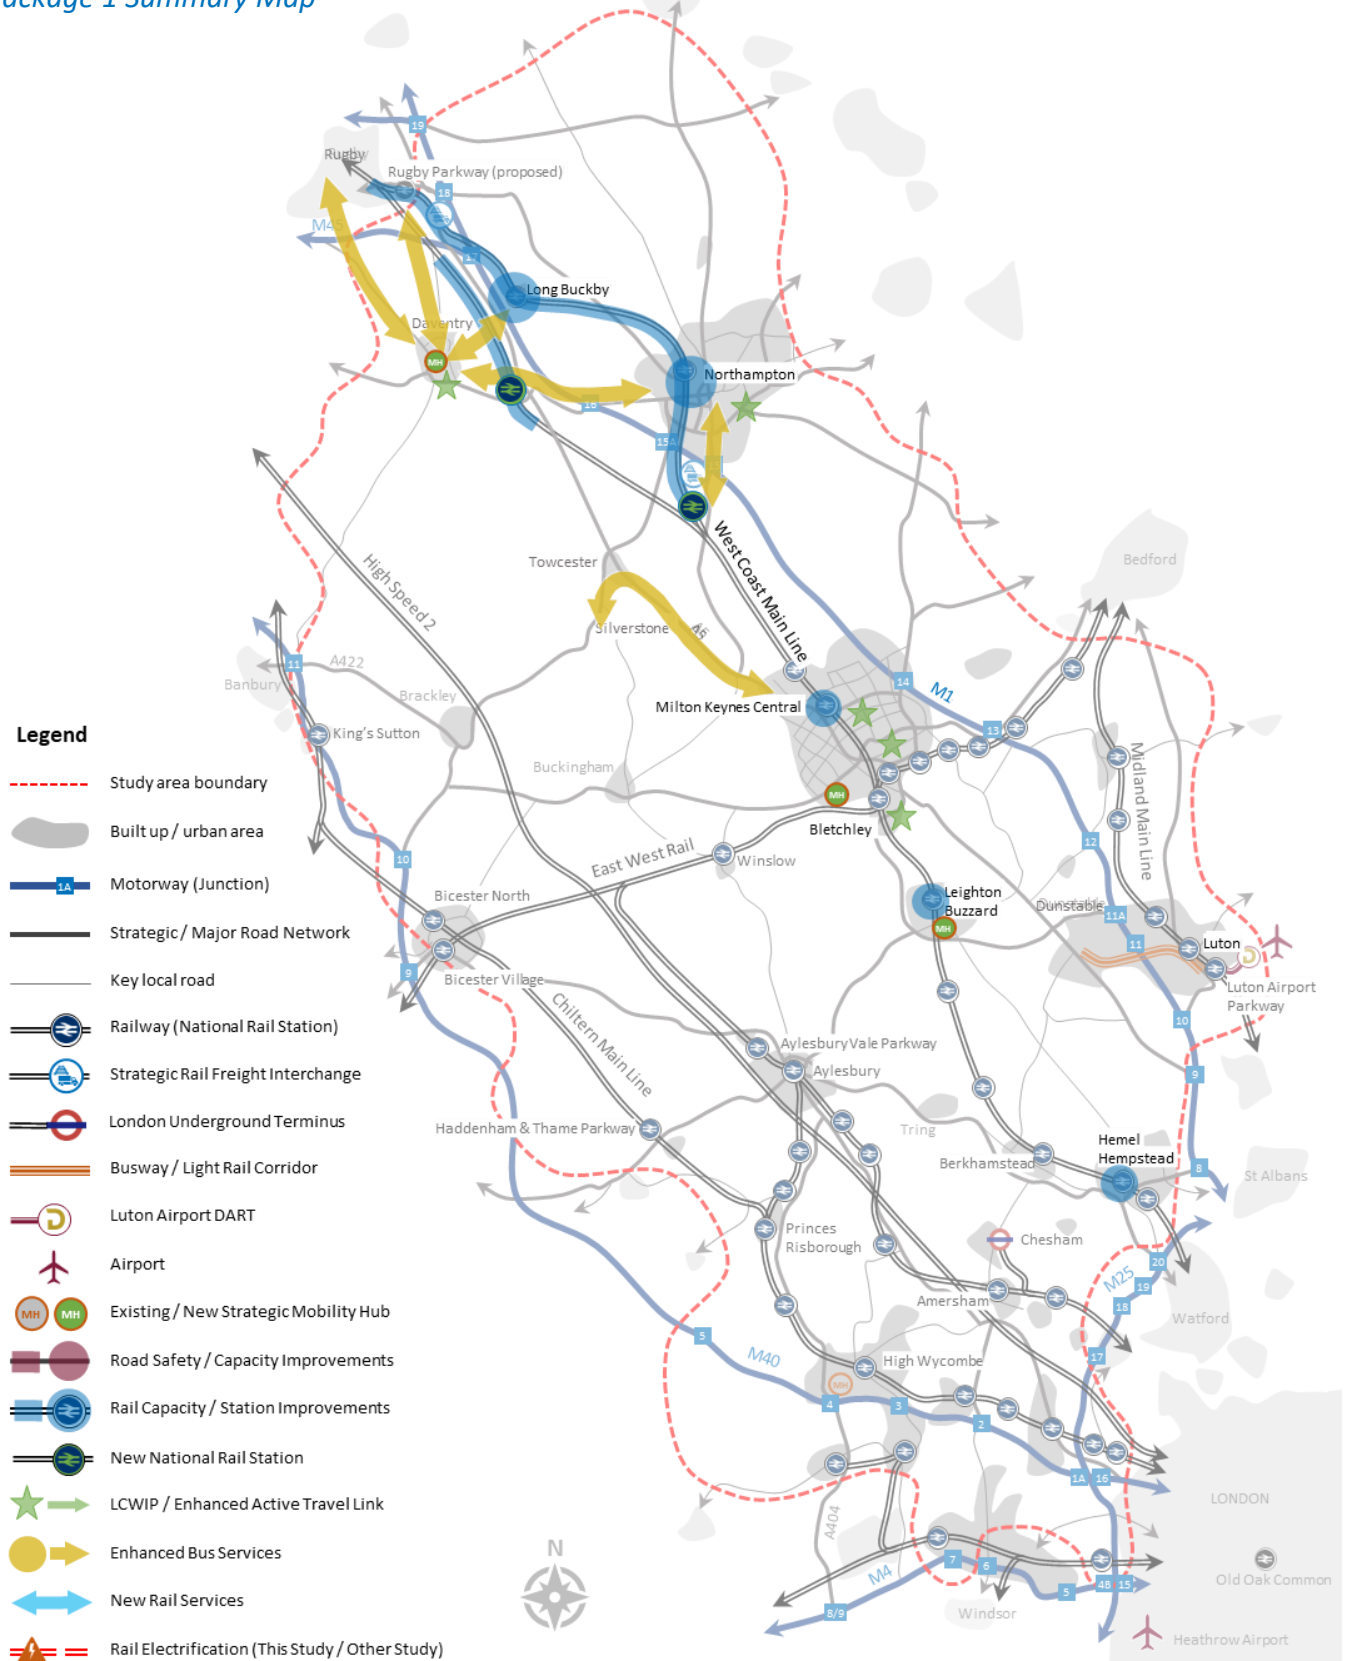 Package 1 Summary Map
19
Rugby
Rugby Parkway (proposed)
18
M45
17
Long Buckby
Daventry
MH
Northampton
16
15A
15
West Coast Main Line
High Speed 2
Towcester
Silverstone
A5
Bedford
11
A422
Banbury
Brackley
Milton Keynes Central
14
M1
13
King's Sutton
Buckingham
MH
Bletchley
Midland Main Line
12
10
East West Rail
Winslow
Bicester North
Leighton
Buzzard
MH
Dunstable
11A
11
Luton
Luton Airport
Parkway
9
Bicester Village
10
Chiltern Main Line
Aylesbury Vale Parkway
Aylesbury
9
Haddenham & Thame Parkway
Tring
Hemel
Hempstead
Berkhamstead
8
St Albans
Princes
Risborough
Chesham
20
M25
19
18
Amersham
Watford
5
M40
17
High Wycombe
MH
4
3
2
1A
16
A404
LONDON
7
6
M4
5
4B
15
Old Oak Common
8/9
Windsor
Heathrow Airport
N
Legend
Study area boundary
Built up / urban area
1A
Motorway (Junction)
Strategic / Major Road Network
Key local road
Railway (National Rail Station)
Strategic Rail Freight Interchange
London Underground Terminus
Busway / Light Rail Corridor
D
Luton Airport DART
Airport
MH
MH
Existing / New Strategic Mobility Hub
Road Safety / Capacity Improvements
Rail Capacity / Station Improvements
New National Rail Station
LCWIP / Enhanced Active Travel Link
Enhanced Bus Services
New Rail Services
Rail Electrification (This Study / Other Study)